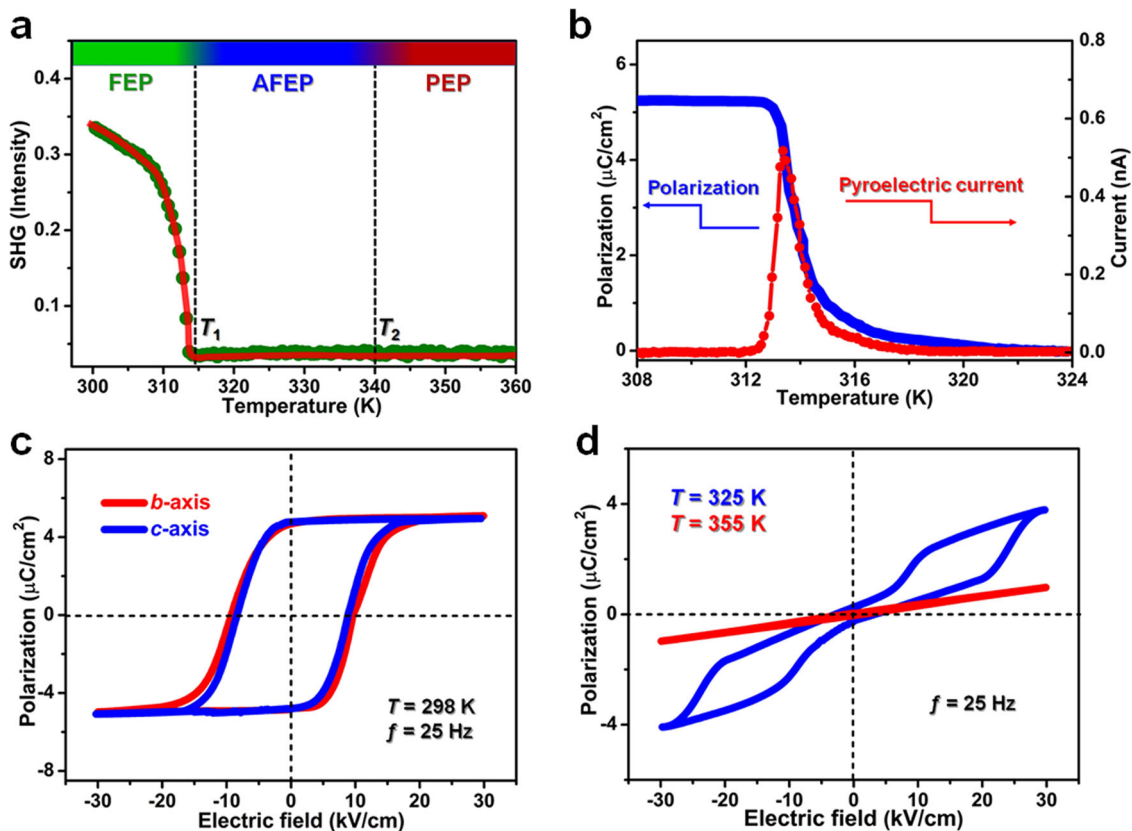 a
FEP AFEP PEP
0.4
0.3
0.2
0.1
SHG (Intensity)
T1 T2
300 310 320 330 340 350 360
Temperature (K)
b
6
4
2
0
Polarization (μC/cm2)
Polarization
Pyroelectric current
0.8
0.6
0.4
0.2
0.0
Current (nA)
308 312 316 320 324
Temperature (K)
c
8
4
0
-4
-8
Polarization (μC/cm2)
b-axis
c-axis
T = 298 K
ƒ = 25 Hz
-30 -20 -10 0 10 20 30
Electric field (kV/cm)
d
4
0
-4
Polarization (μC/cm2)
T = 325 K
T = 355 K
ƒ = 25 Hz
-30 -20 -10 0 10 20 30
Electric field (kV/cm)